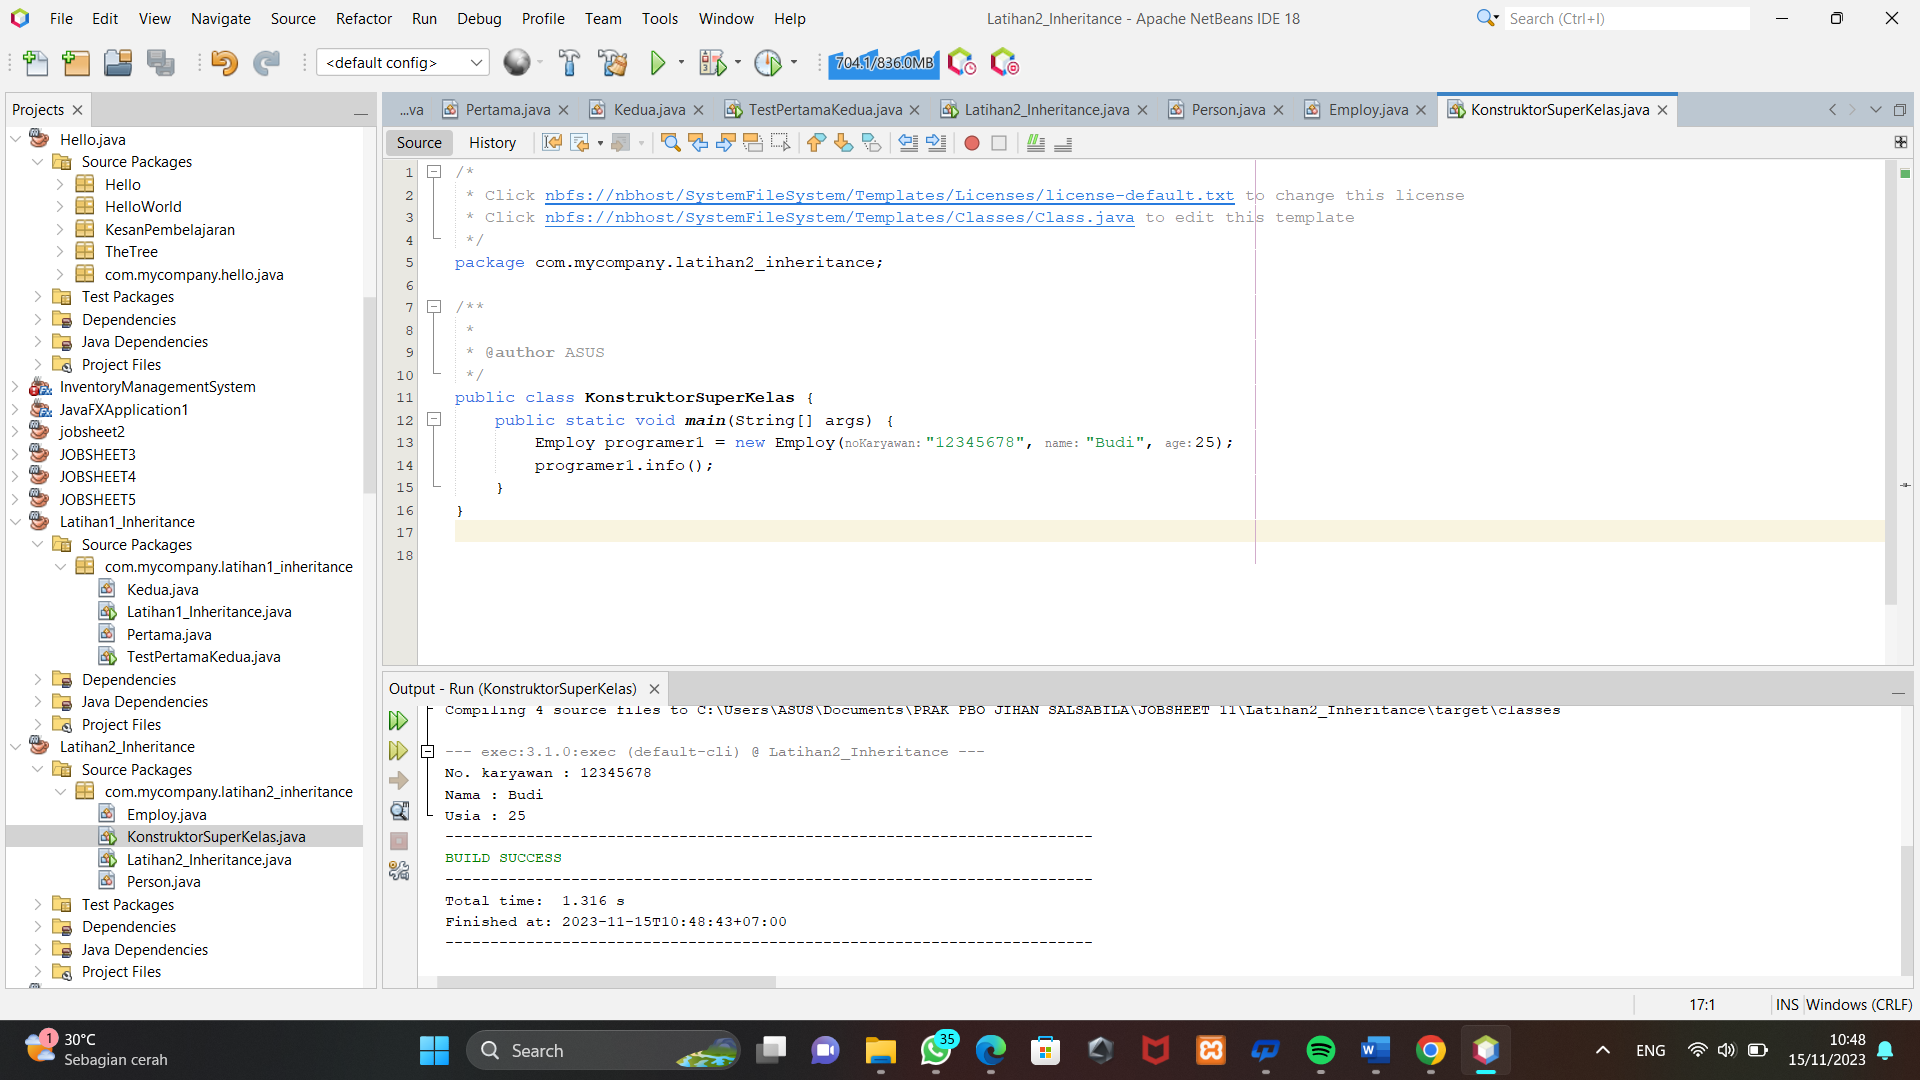 File Edit View Navigate Source Refactor Run Debug Profile Team Tools Window Help
Latihan2_Inheritance - Apache NetBeans IDE 18
Search (Ctrl+I)
<default config>
704.1/836.0MB
Projects
Hello.java
Source Packages
Hello
HelloWorld
KesanPembelajaran
TheTree
com.mycompany.hello.java
Test Packages
Dependencies
Java Dependencies
Project Files
InventoryManagementSystem
JavaFXApplication1
jobsheet2
JOBSHEET3
JOBSHEET4
JOBSHEET5
Latihan1_Inheritance
Source Packages
com.mycompany.latihan1_inheritance
Kedua.java
Latihan1_Inheritance.java
Pertama.java
TestPertamaKedua.java
Dependencies
Java Dependencies
Project Files
Latihan2_Inheritance
Source Packages
com.mycompany.latihan2_inheritance
Employ.java
KonstruktorSuperKelas.java
Latihan2_Inheritance.java
Person.java
Test Packages
Dependencies
Java Dependencies
Project Files
...va Pertama.java Kedua.java TestPertamaKedua.java Latihan2_Inheritance.java Person.java Employ.java KonstruktorSuperKelas.java
Source History
1 /*
2 * Click nbfs://nbhost/SystemFileSystem/Templates/Licenses/license-default.txt to change this license
3 * Click nbfs://nbhost/SystemFileSystem/Templates/Classes/Class.java to edit this template
4 */
5 package com.mycompany.latihan2_inheritance;
6
7 /**
8 *
9 * @author ASUS
10 */
11 public class KonstruktorSuperKelas {
12 public static void main(String[] args) {
13 Employ programer1 = new Employ(noKaryawan: "12345678", name: "Budi", age: 25);
14 programer1.info();
15 }
16 }
17
18
Output - Run (KonstruktorSuperKelas)
Compiling 4 source files to C:\Users\ASUS\Documents\PRAK PBO JIHAN SALSABILA\JOBSHEET 11\Latihan2_Inheritance\target\classes
--- exec:3.1.0:exec (default-cli) @ Latihan2_Inheritance ---
No. karyawan : 12345678
Nama : Budi
Usia : 25
------------------------------------------------------------------------
BUILD SUCCESS
------------------------------------------------------------------------
Total time:  1.316 s
Finished at: 2023-11-15T10:48:43+07:00
------------------------------------------------------------------------
17:1 INS Windows (CRLF)
1
30°C
Sebagian cerah
Search
35
ENG
10:48
15/11/2023